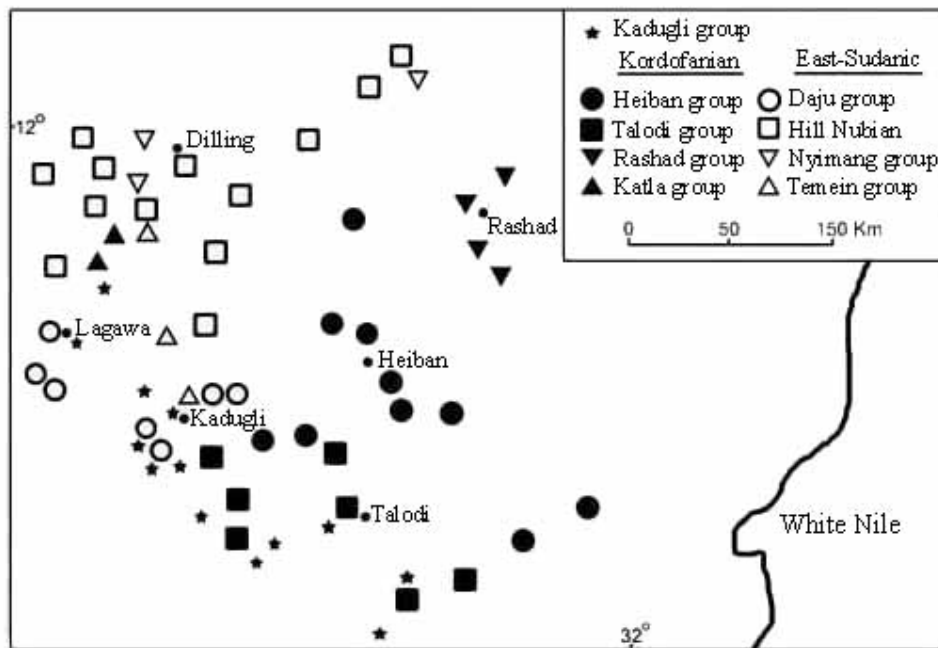 Kadugli group
Kordofanian
East-Sudanic
Heiban group
Daju group
Talodi group
Hill Nubian
Rashad group
Nyimang group
Katla group
Temein group
0 50 150 Km
12°
Dilling
Rashad
Lagawa
Heiban
Kadugli
Talodi
White Nile
32°